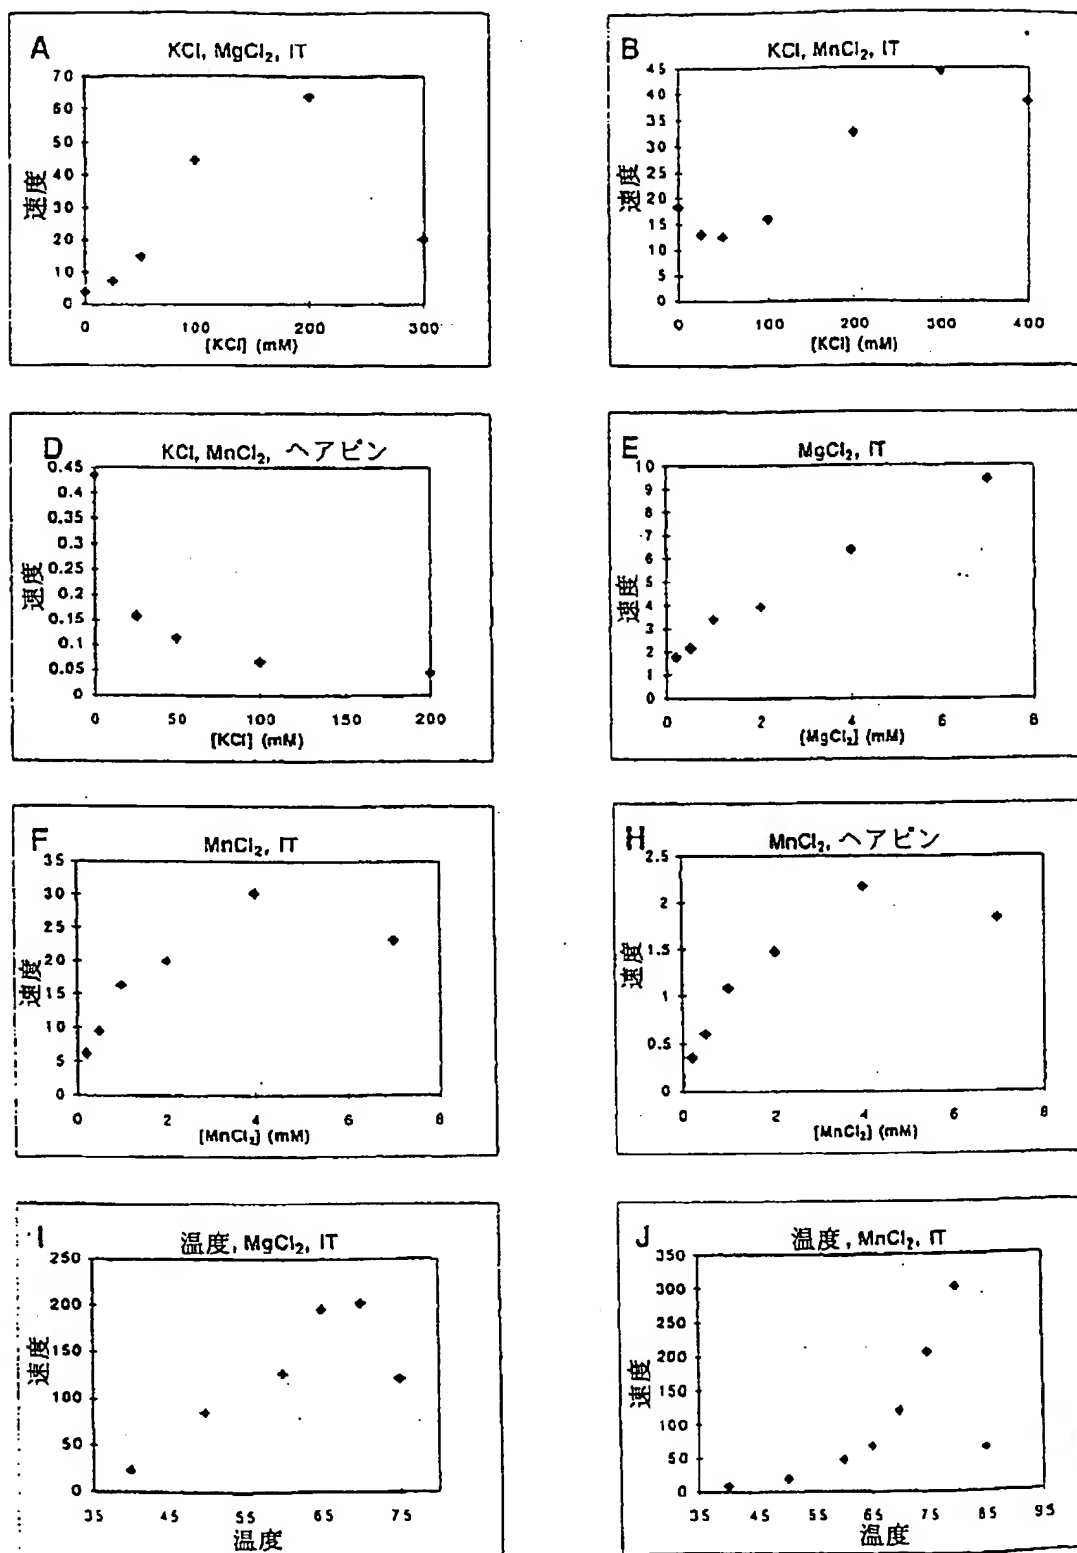 A
KCl, MgCl₂, IT
速度
70
60
50
40
30
20
10
0
0 100 200 300
[KCl] (mM)
B
KCl, MnCl₂, IT
速度
45
40
35
30
25
20
15
10
5
0
0 100 200 300 400
[KCl] (mM)
D
KCl, MnCl₂, ヘアピン
速度
0.45
0.4
0.35
0.3
0.25
0.2
0.15
0.1
0.05
0
0 50 100 150 200
[KCl] (mM)
E
MgCl₂, IT
速度
10
9
8
7
6
5
4
3
2
1
0
0 2 4 6 8
[MgCl₂] (mM)
F
MnCl₂, IT
速度
35
30
25
20
15
10
5
0
0 2 4 6 8
[MnCl₂] (mM)
H
MnCl₂, ヘアピン
速度
2.5
2
1.5
1
0.5
0
0 2 4 6 8
[MnCl₂] (mM)
I
温度, MgCl₂, IT
速度
250
200
150
100
50
0
35 45 55 65 75
温度
J
温度, MnCl₂, IT
速度
350
300
250
200
150
100
50
0
35 45 55 65 75 85 95
温度